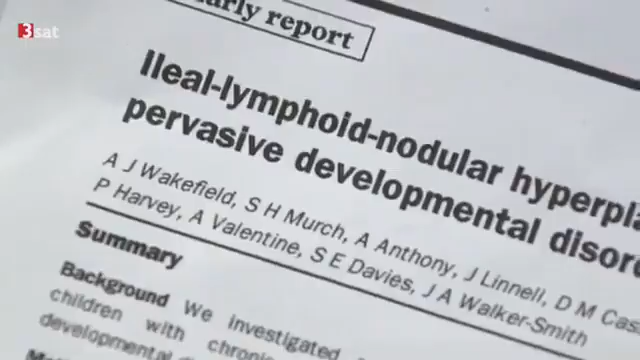 3sat
arly report
Ileal-lymphoid-nodular hyperpla
pervasive developmental disor
A J Wakefield, S H Murch, A Anthony, J Linnell, D M Cas
P Harvey, A Valentine, S E Davies, J A Walker-Smith
Summary
Background We investigated
children with chronic
developmental